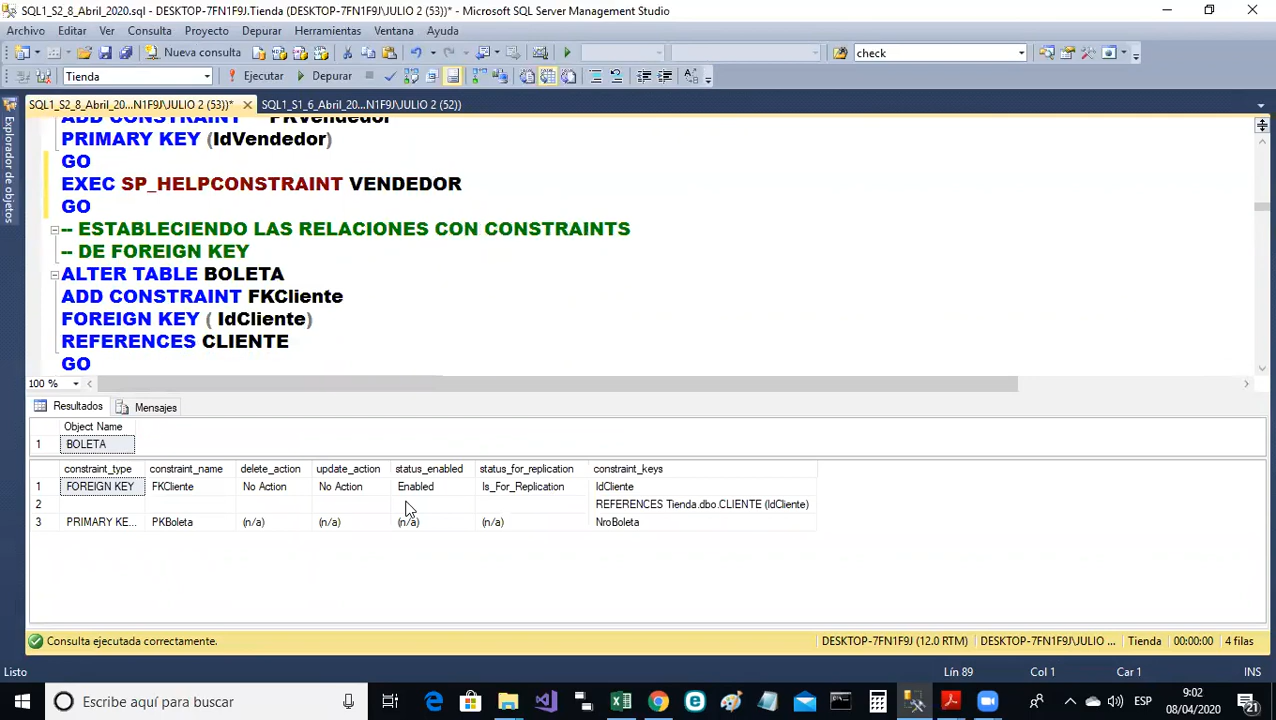 SQL1_S2_8_Abril_2020.sql - DESKTOP-7FN1F9J.Tienda (DESKTOP-7FN1F9J\JULIO 2 (53))* - Microsoft SQL Server Management Studio
Archivo Editar Ver Consulta Proyecto Depurar Herramientas Ventana Ayuda
Nueva consulta check
Tienda Ejecutar Depurar
SQL1_S2_8_Abril_20...N1F9J\JULIO 2 (53))* SQL1_S1_6_Abril_20...N1F9J\JULIO 2 (52))
Explorador de objetos
ADD CONSTRAINT PKVendedor
PRIMARY KEY (IdVendedor)
GO
EXEC SP_HELPCONSTRAINT VENDEDOR
GO
-- ESTABLECIENDO LAS RELACIONES CON CONSTRAINTS
-- DE FOREIGN KEY
ALTER TABLE BOLETA
ADD CONSTRAINT FKCliente
FOREIGN KEY ( IdCliente)
REFERENCES CLIENTE
GO
100 %
Resultados Mensajes
Object Name
1 BOLETA
constraint_type constraint_name delete_action update_action status_enabled status_for_replication constraint_keys
1 FOREIGN KEY FKCliente No Action No Action Enabled Is_For_Replication IdCliente
2 REFERENCES Tienda.dbo.CLIENTE (IdCliente)
3 PRIMARY KE... PKBoleta (n/a) (n/a) (n/a) (n/a) NroBoleta
Consulta ejecutada correctamente. DESKTOP-7FN1F9J (12.0 RTM) DESKTOP-7FN1F9J\JULIO ... Tienda 00:00:00 4 filas
Listo Lín 89 Col 1 Car 1 INS
Escribe aquí para buscar ESP 9:02
08/04/2020 21